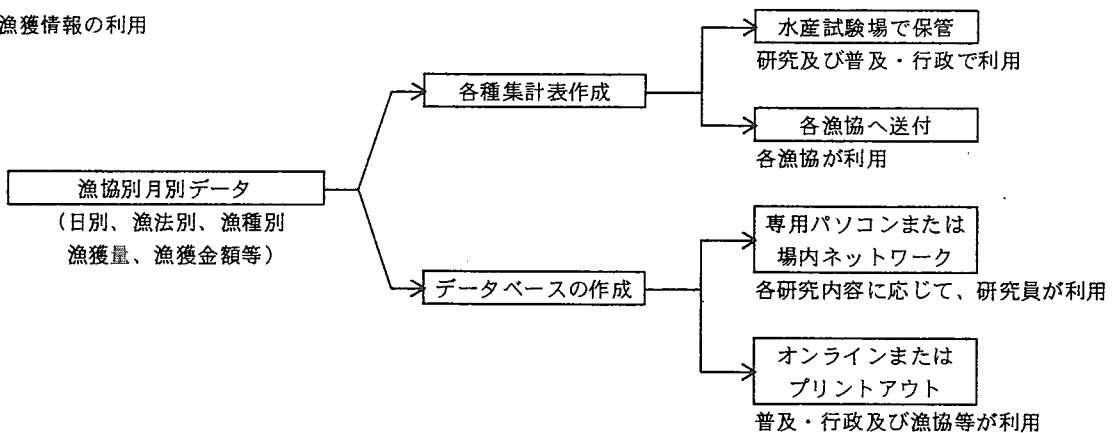 漁獲情報の利用
水産試験場で保管
研究及び普及・行政で利用
各種集計表作成
各漁協へ送付
各漁協が利用
漁協別月別データ
(日別、漁法別、漁種別
漁獲量、漁獲金額等)
専用パソコンまたは
場内ネットワーク
各研究内容に応じて、研究員が利用
データベースの作成
オンラインまたは
プリントアウト
普及・行政及び漁協等が利用